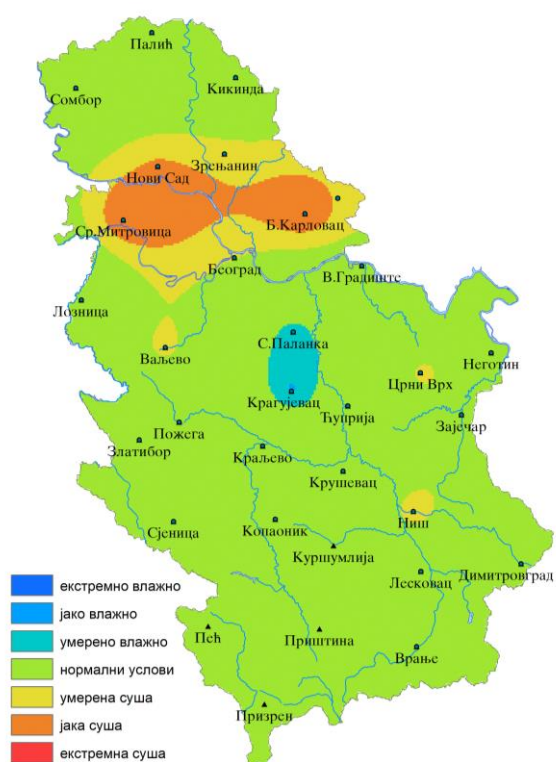 Палић
Кикинда
Сомбор
Зрењанин
Нови Сад
Б.Карловац
Ср.Митровица
Београд
В.Градиште
Лозница
С.Паланка
Ваљево
Неготин
Црни Врх
Крагујевац
Ћуприја
Зајечар
Пожега
Златибор
Краљево
Крушевац
Ниш
Сјеница
Копаоник
Куршумлија
Димитровград
Лесковац
екстремно влажно
јако влажно
умерено влажно
нормални услови
умерена суша
јака суша
екстремна суша
Пећ
Приштина
Врање
Призрен